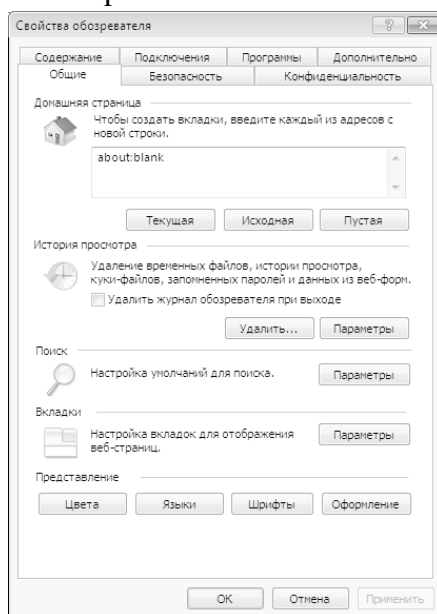 Свойства обозревателя
Содержание Подключения Программы Дополнительно
Общие Безопасность Конфиденциальность
Домашняя страница
Чтобы создать вкладки, введите каждый из адресов с
новой строки.
about:blank
Текущая Исходная Пустая
История просмотра
Удаление временных файлов, истории просмотра,
куки-файлов, запомненных паролей и данных из веб-форм.
Удалить журнал обозревателя при выходе
Удалить... Параметры
Поиск
Настройка умолчаний для поиска. Параметры
Вкладки
Настройка вкладок для отображения
веб-страниц. Параметры
Представление
Цвета Языки Шрифты Оформление
ОК Отмена Применить